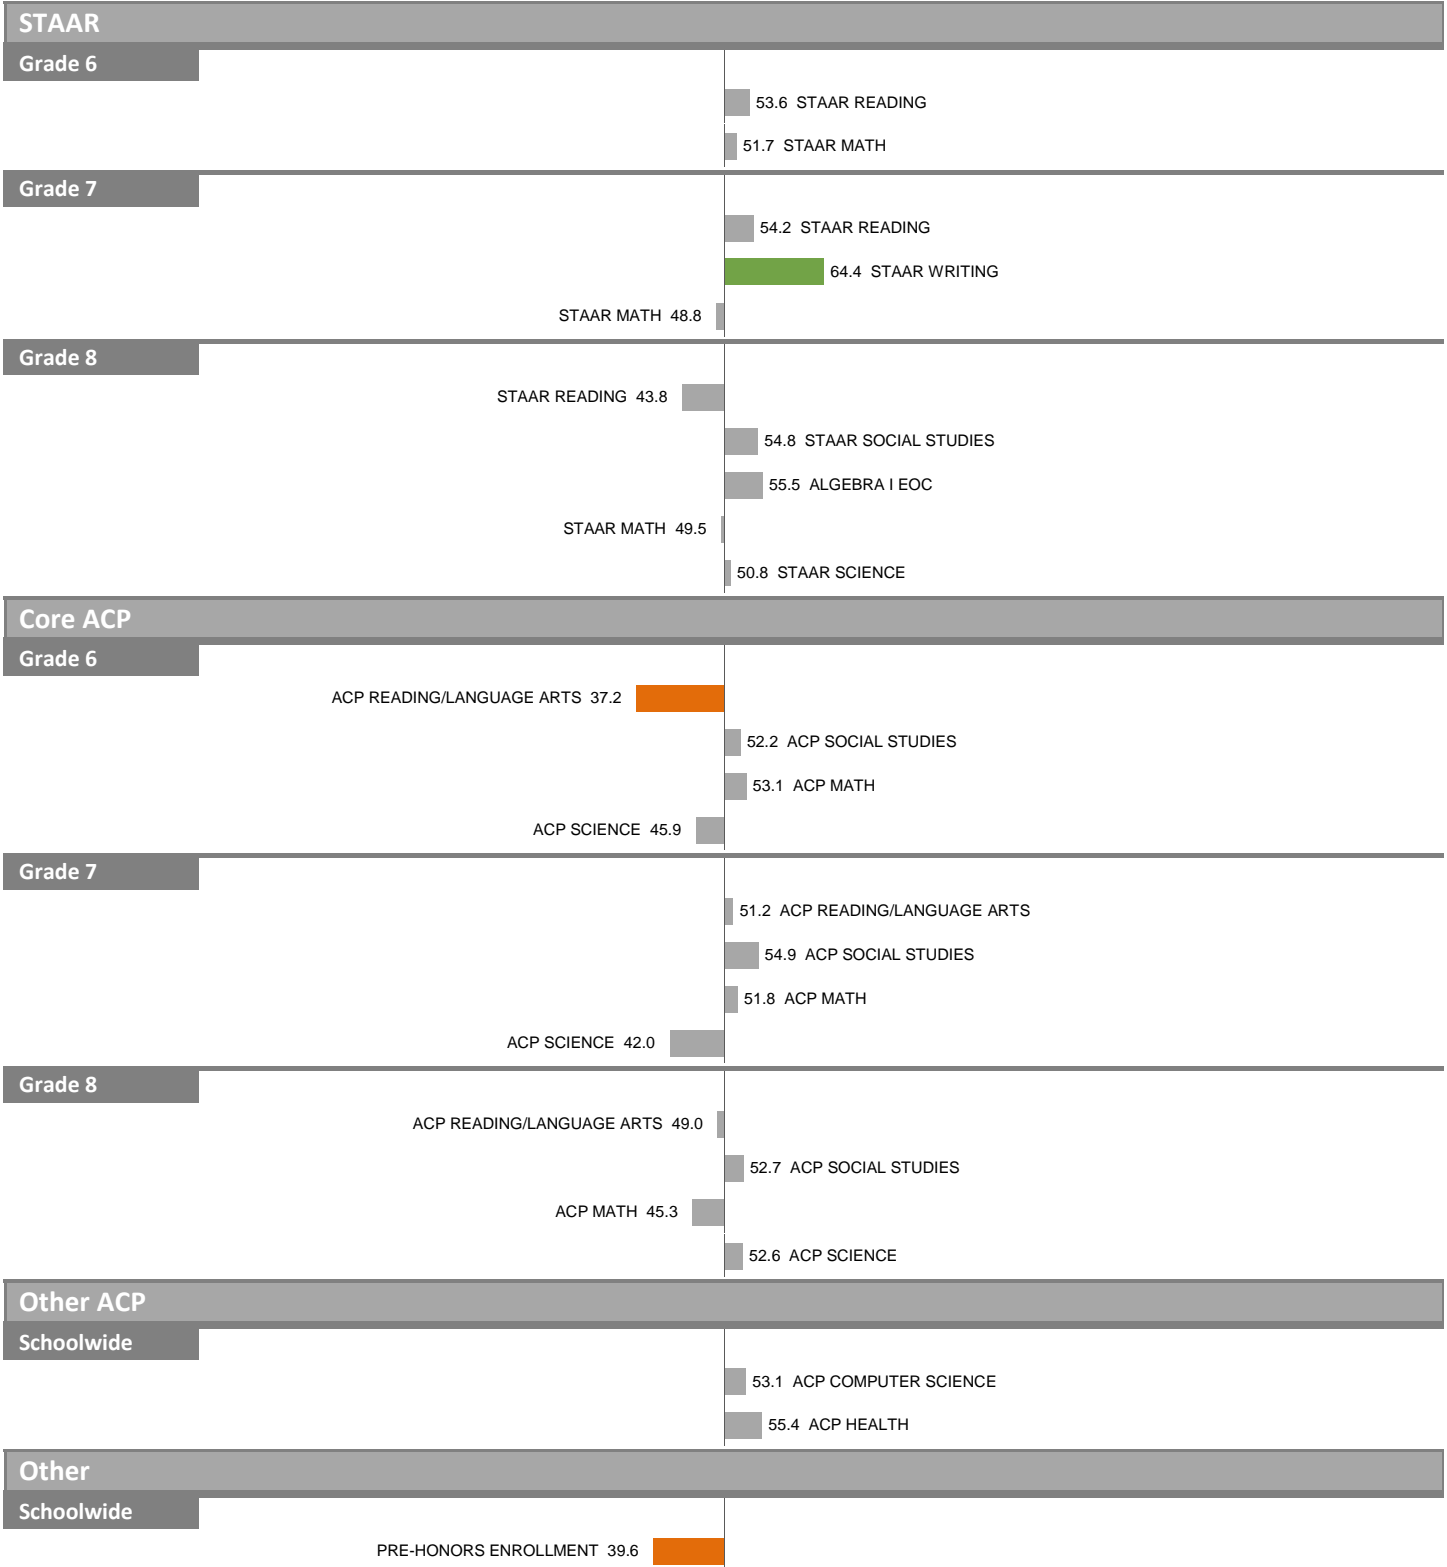 STAAR
Grade 6
53.6 STAAR READING
51.7 STAAR MATH
Grade 7
54.2 STAAR READING
64.4 STAAR WRITING
STAAR MATH 48.8
Grade 8
STAAR READING 43.8
54.8 STAAR SOCIAL STUDIES
55.5 ALGEBRA I EOC
STAAR MATH 49.5
50.8 STAAR SCIENCE
Core ACP
Grade 6
ACP READING/LANGUAGE ARTS 37.2
52.2 ACP SOCIAL STUDIES
53.1 ACP MATH
ACP SCIENCE 45.9
Grade 7
51.2 ACP READING/LANGUAGE ARTS
54.9 ACP SOCIAL STUDIES
51.8 ACP MATH
ACP SCIENCE 42.0
Grade 8
ACP READING/LANGUAGE ARTS 49.0
52.7 ACP SOCIAL STUDIES
ACP MATH 45.3
52.6 ACP SCIENCE
Other ACP
Schoolwide
53.1 ACP COMPUTER SCIENCE
55.4 ACP HEALTH
Other
Schoolwide
PRE-HONORS ENROLLMENT 39.6